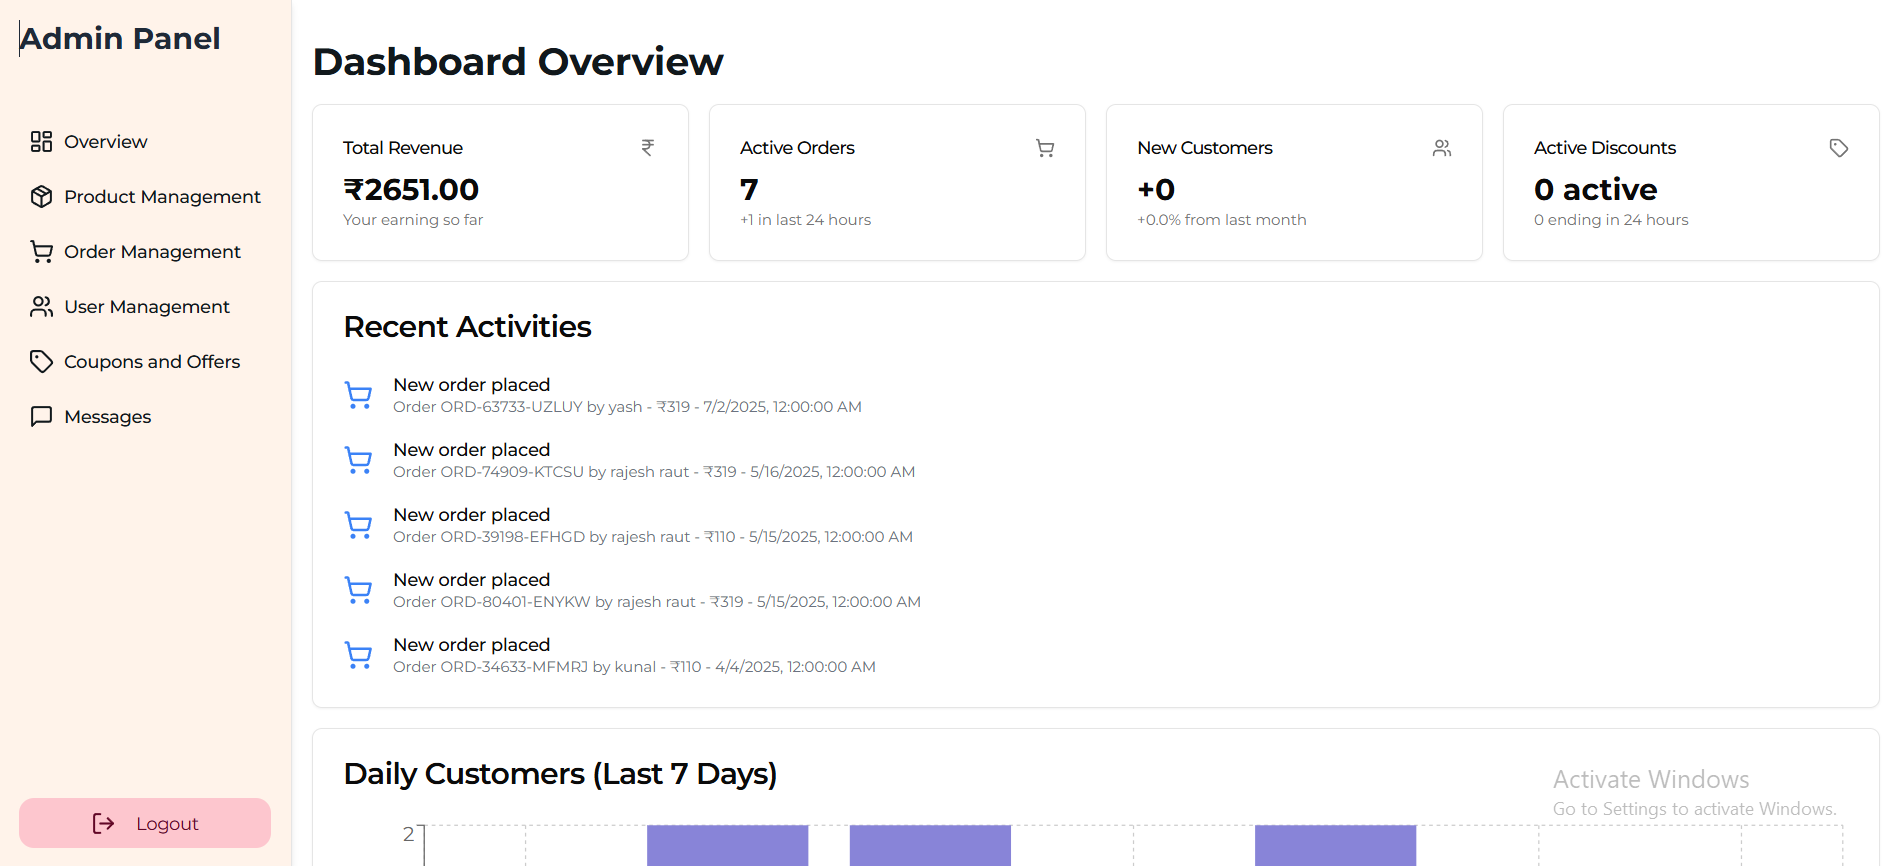 Admin Panel
Overview
Product Management
Order Management
User Management
Coupons and Offers
Messages
Logout
Dashboard Overview
Total Revenue
₹2651.00
Your earning so far
Active Orders
7
+1 in last 24 hours
New Customers
+0
+0.0% from last month
Active Discounts
0 active
0 ending in 24 hours
Recent Activities
New order placed
Order ORD-63733-UZLUY by yash - ₹319 - 7/2/2025, 12:00:00 AM
New order placed
Order ORD-74909-KTCSU by rajesh raut - ₹319 - 5/16/2025, 12:00:00 AM
New order placed
Order ORD-39198-EFHGD by rajesh raut - ₹110 - 5/15/2025, 12:00:00 AM
New order placed
Order ORD-80401-ENYKW by rajesh raut - ₹319 - 5/15/2025, 12:00:00 AM
New order placed
Order ORD-34633-MFMRJ by kunal - ₹110 - 4/4/2025, 12:00:00 AM
Daily Customers (Last 7 Days)
2
Activate Windows
Go to Settings to activate Windows.